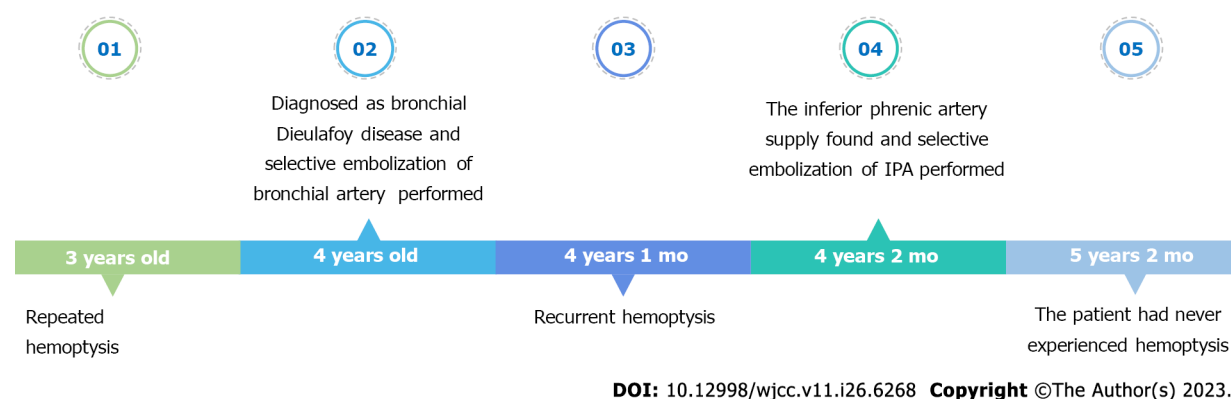 01
02
03
04
05
Diagnosed as bronchial
Dieulafoy disease and
selective embolization of
bronchial artery performed
The inferior phrenic artery
supply found and selective
embolization of IPA performed
3 years old
4 years old
4 years 1 mo
4 years 2 mo
5 years 2 mo
Repeated
hemoptysis
Recurrent hemoptysis
The patient had never
experienced hemoptysis
DOI: 10.12998/wjcc.v11.i26.6268 Copyright ©The Author(s) 2023.